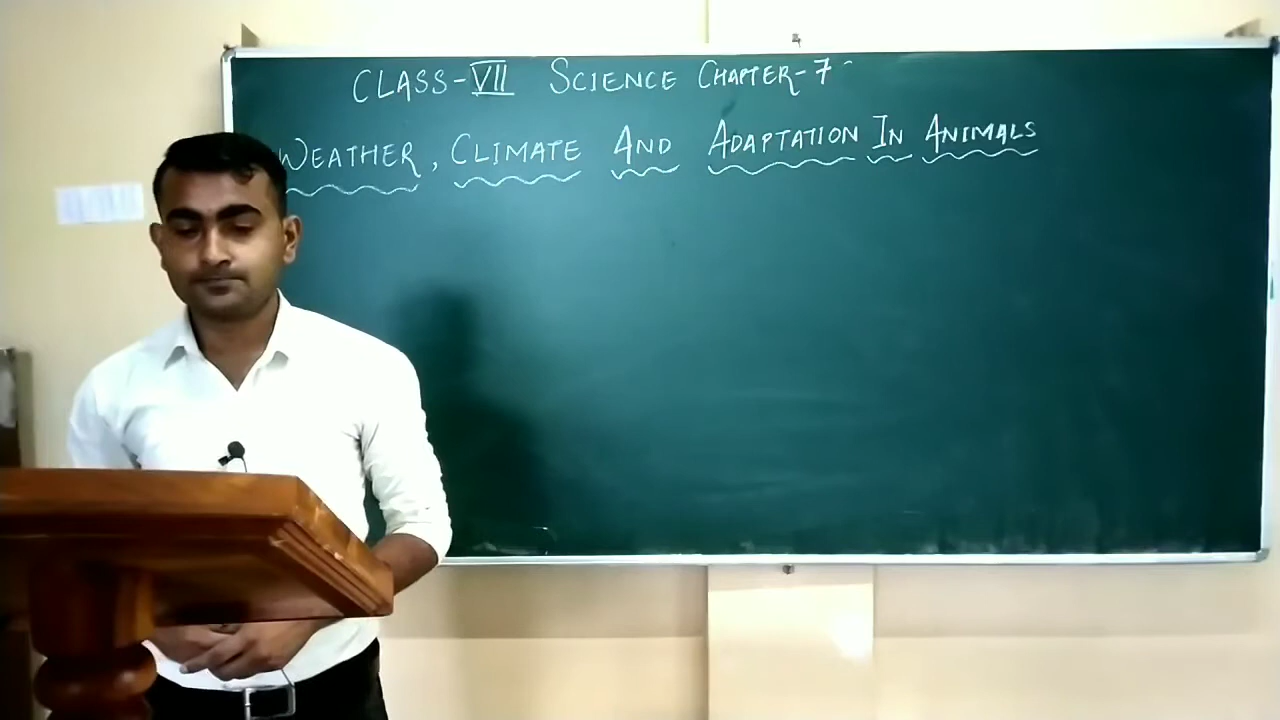 CLASS-VII SCIENCE CHAPTER-7
WEATHER, CLIMATE AND ADAPTATION IN ANIMALS